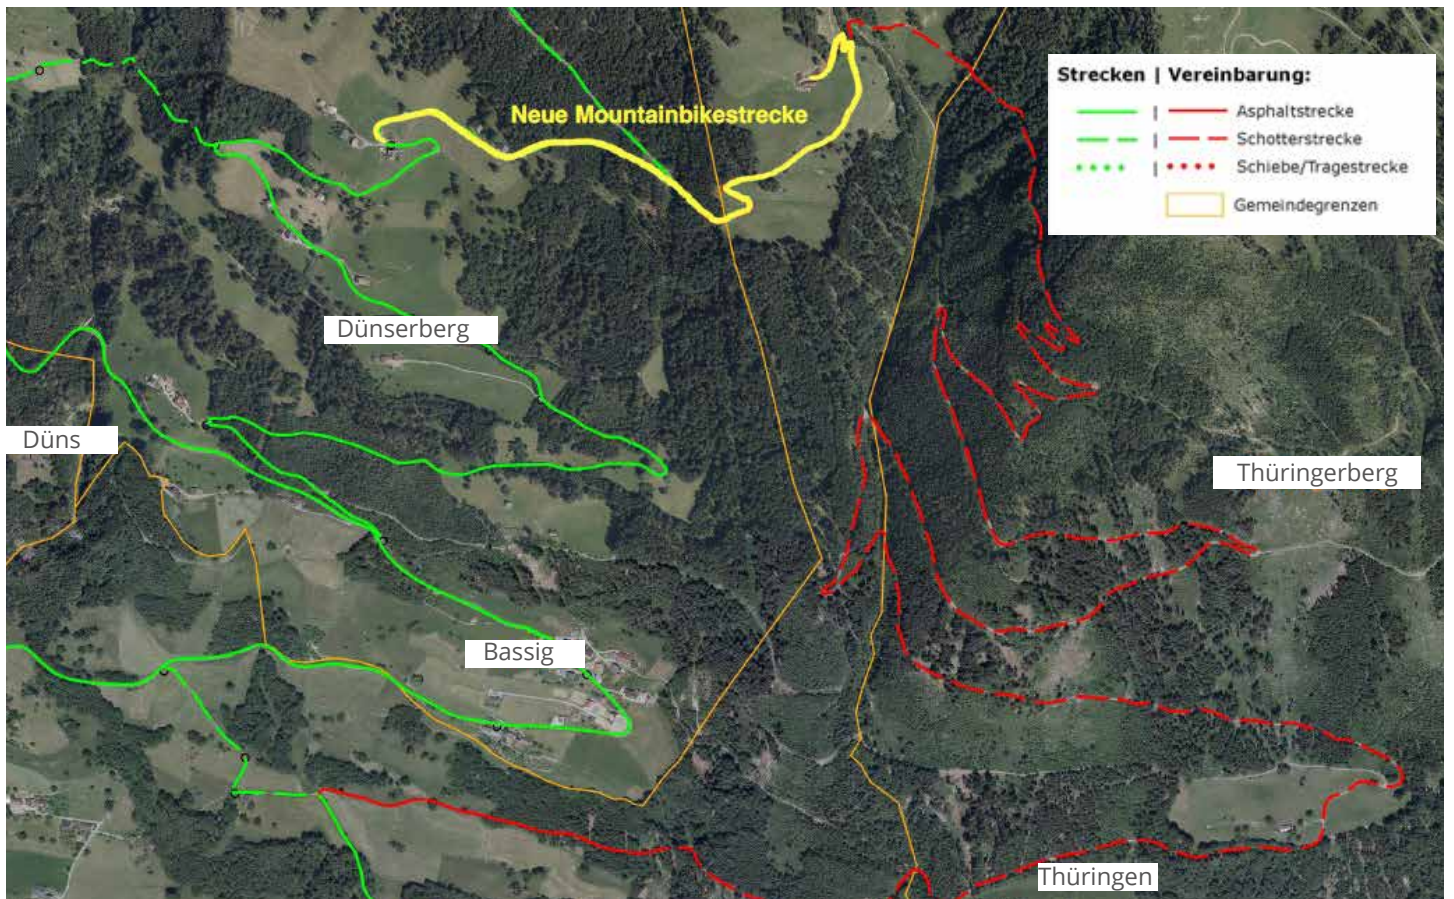 Neue Mountainbikestrecke
Strecken | Vereinbarung:
| Asphaltstrecke
| Schotterstrecke
| Schiebe/Tragestrecke
Gemeindegrenzen
Dünserberg
Düns
Thüringerberg
Bassig
Thüringen